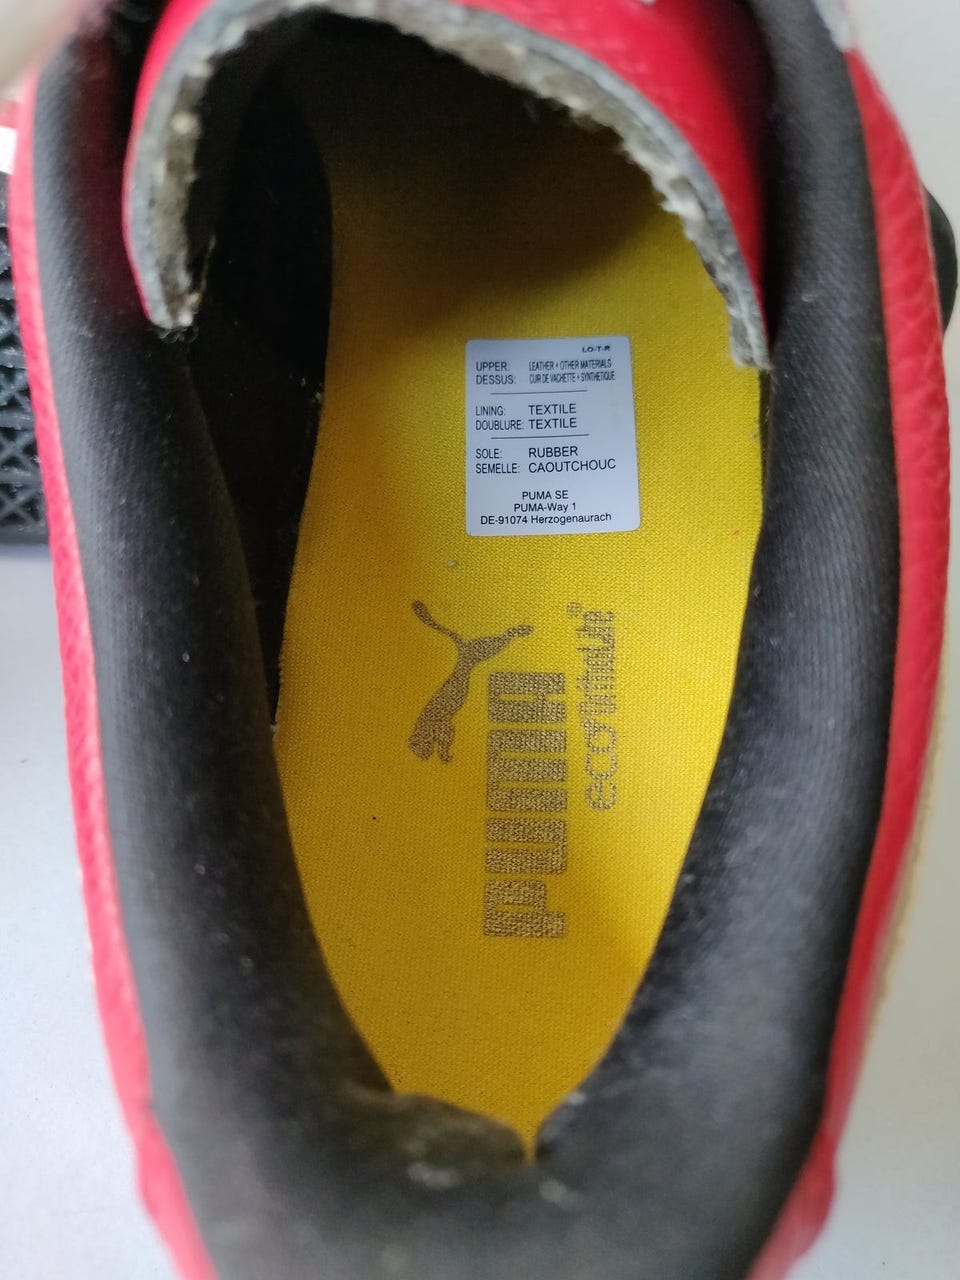 LO-T-R
UPPER: LEATHER + OTHER MATERIALS
DESSUS: CUIR DE VACHETTE + SYNTHETIQUE
LINING: TEXTILE
DOUBLURE: TEXTILE
SOLE: RUBBER
SEMELLE: CAOUTCHOUC
PUMA SE
PUMA-Way 1
DE-91074 Herzogenaurach
PUMA
ecoOrthoLite®